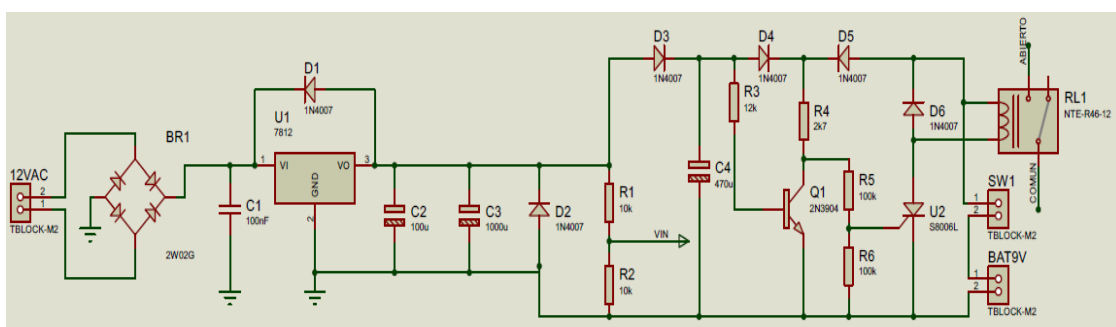 12VAC
2
1
TBLOCK-M2
BR1
2W02G
C1
100nF
D1
1N4007
U1
7812
1
VI
VO
3
GND
2
C2
100u
C3
1000u
D2
1N4007
R1
10k
VIN
R2
10k
D3
1N4007
C4
470u
D4
1N4007
R3
12k
D5
1N4007
R4
2k7
Q1
2N3904
R5
100k
R6
100k
D6
1N4007
U2
S8006L
ABIERTO
RL1
NTE-R46-12
COMUN
SW1
1
2
TBLOCK-M2
BAT9V
1
2
TBLOCK-M2